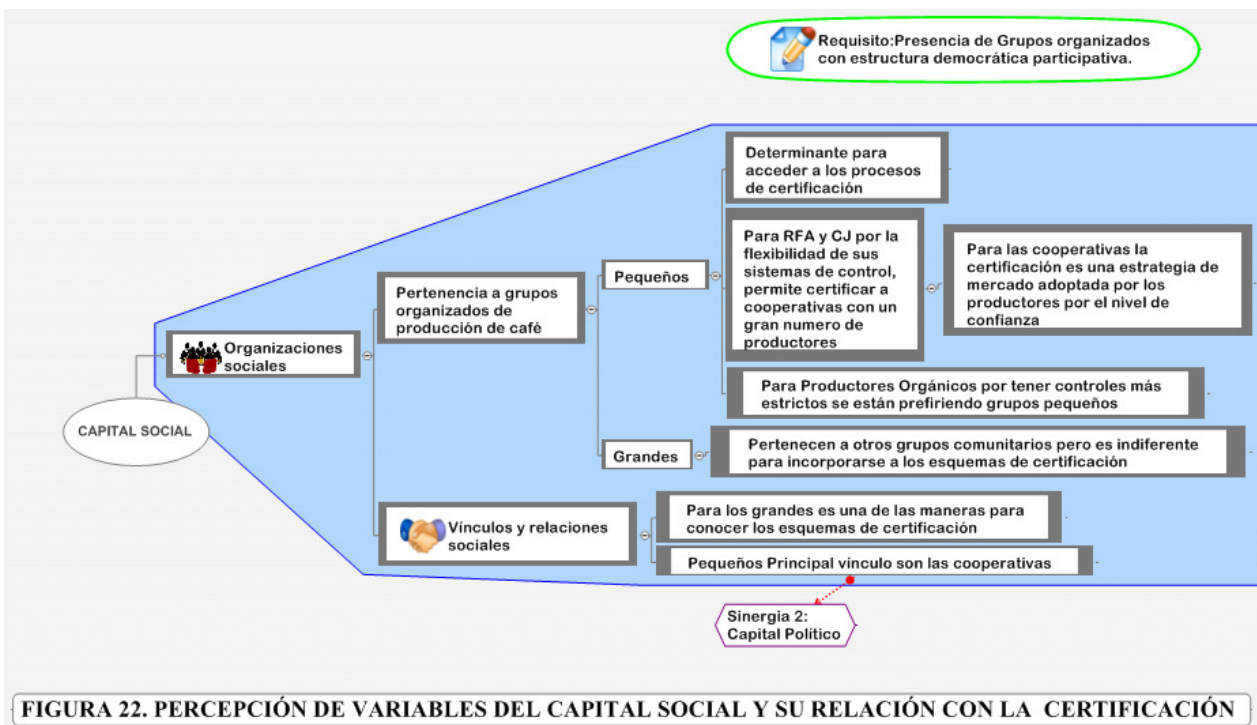 Requisito:Presencia de Grupos organizados
con estructura democrática participativa.
Determinante para
acceder a los procesos
de certificación
Para RFA y CJ por la
flexibilidad de sus
sistemas de control,
permite certificar a
cooperativas con un
gran numero de
productores
Para las cooperativas la
certificación es una estrategia de
mercado adoptada por los
productores por el nivel de
confianza
Pequeños
Pertenencia a grupos
organizados de
producción de café
Organizaciones
sociales
Para Productores Orgánicos por tener controles más
estrictos se están prefiriendo grupos pequeños
CAPITAL SOCIAL
Grandes
Pertenecen a otros grupos comunitarios pero es indiferente
para incorporarse a los esquemas de certificación
Vínculos y relaciones
sociales
Para los grandes es una de las maneras para
conocer los esquemas de certificación
Pequeños Principal vínculo son las cooperativas
Sinergia 2:
Capital Político
FIGURA 22. PERCEPCIÓN DE VARIABLES DEL CAPITAL SOCIAL Y SU RELACIÓN CON LA CERTIFICACIÓN